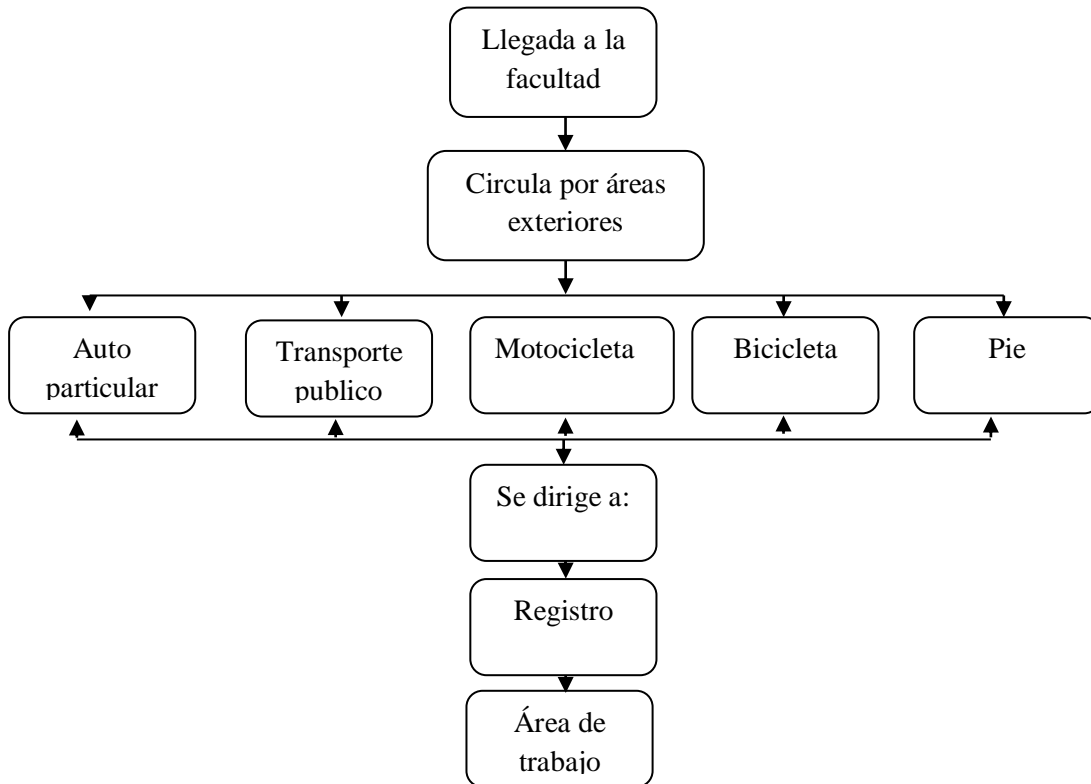 Llegada a la
facultad
Circula por áreas
exteriores
Auto
particular
Transporte
publico
Motocicleta
Bicicleta
Pie
Se dirige a:
Registro
Área de
trabajo